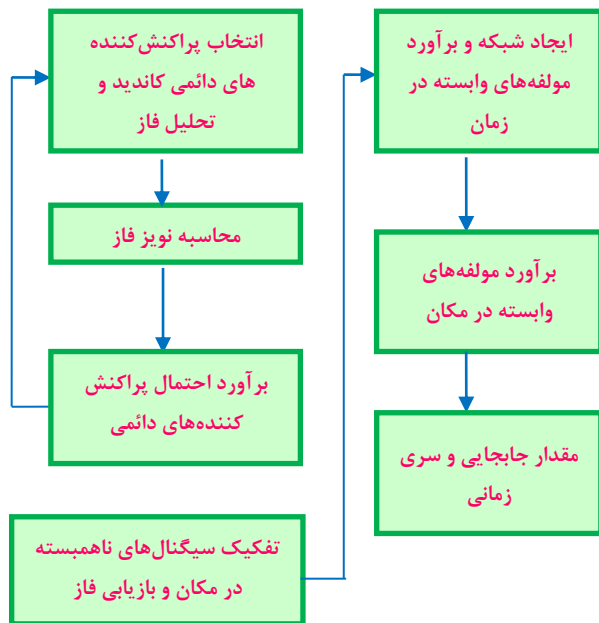 انتخاب پراکنش‌کننده
های دائمی کاندید و
تحلیل فاز
محاسبه نویز فاز
برآورد احتمال پراکنش
کننده‌های دائمی
تفکیک سیگنال‌های ناهمبسته
در مکان و بازیابی فاز
ایجاد شبکه و برآورد
مولفه‌های وابسته در
زمان
برآورد مولفه‌های
وابسته در مکان
مقدار جابجایی و سری
زمانی